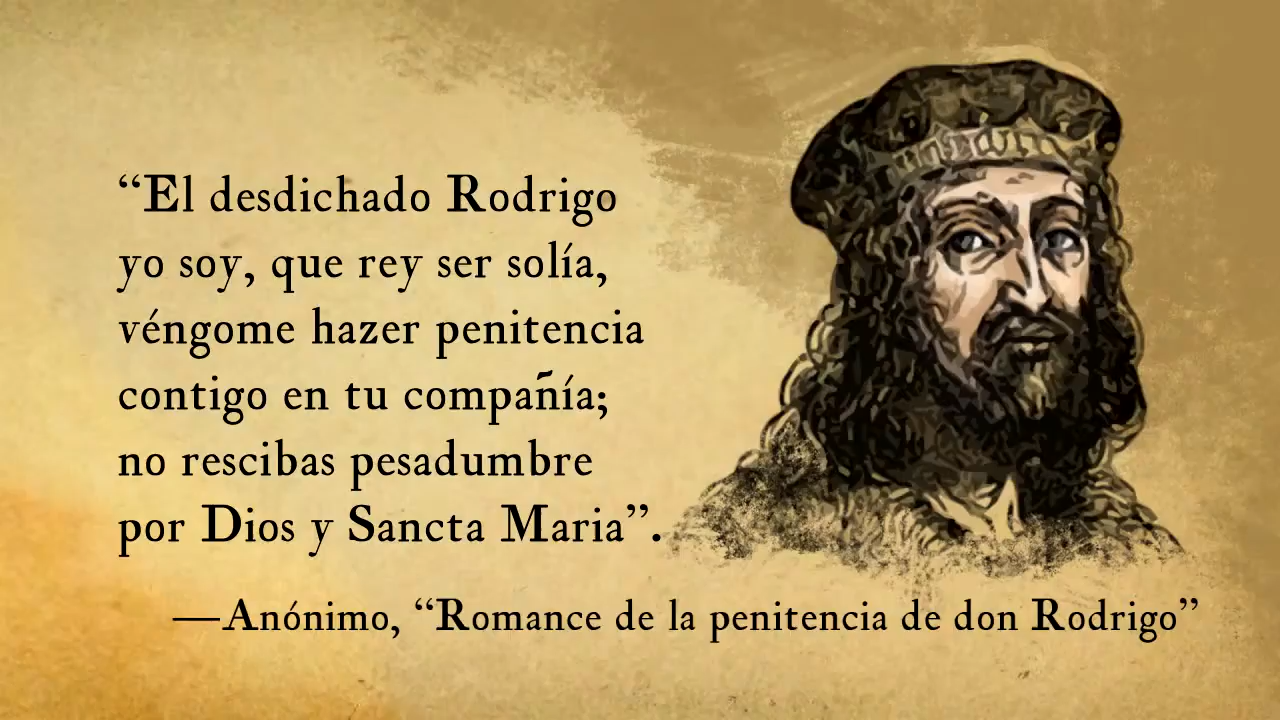 “El desdichado Rodrigo
yo soy, que rey ser solía,
véngome hazer penitencia
contigo en tu compañía;
no rescibas pesadumbre
por Dios y Sancta Maria”.
—Anónimo, “Romance de la penitencia de don Rodrigo”